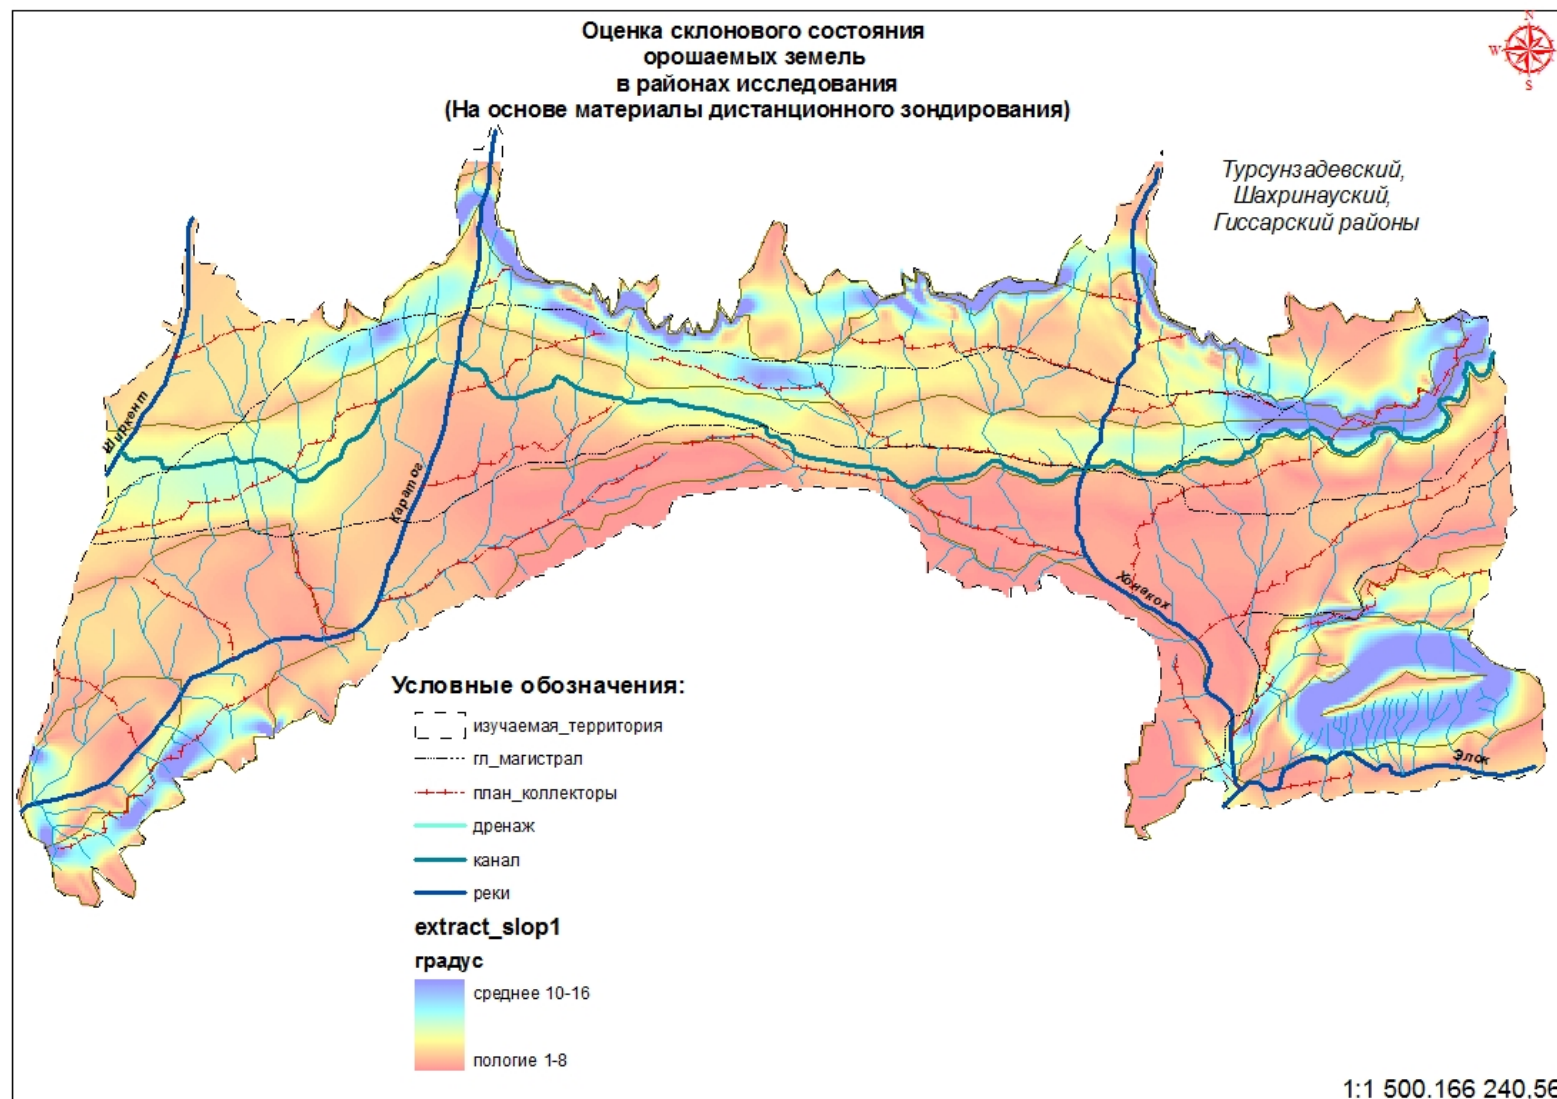 Оценка склонового состояния
орошаемых земель
в районах исследования
(На основе материалы дистанционного зондирования)
N
W
S
Турсунзадевский,
Шахринауский,
Гиссарский районы
Ширкент
Каратог
Хонакох
Элок
Условные обозначения:
изучаемая_территория
гл_магистрал
план_коллекторы
дренаж
канал
реки
extract_slop1
градус
среднее 10-16
пологие 1-8
1:1 500.166 240,56